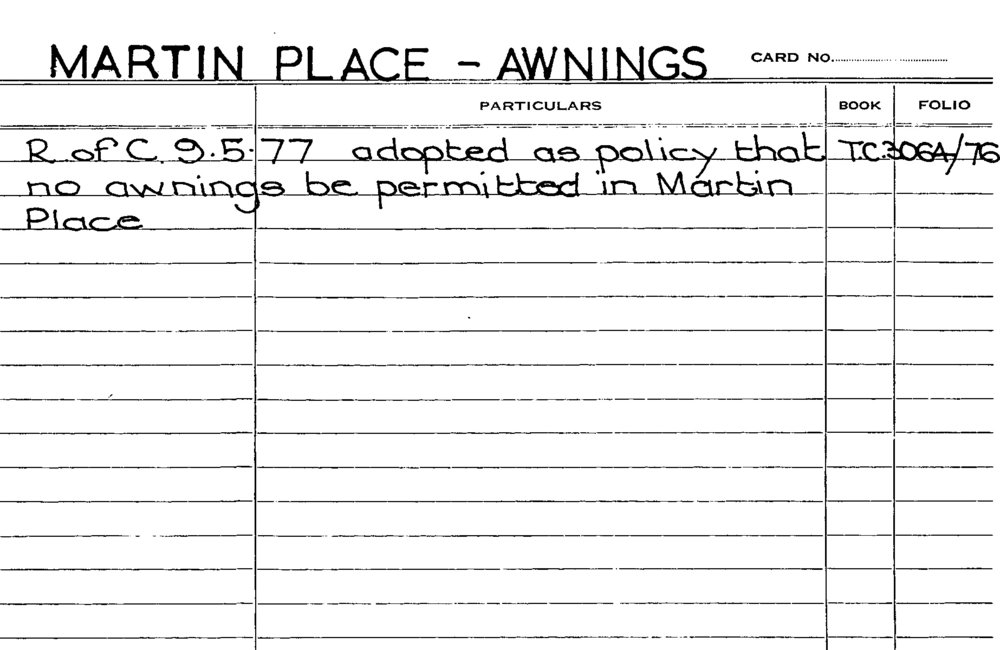 MARTIN PLACE - AWNINGS CARD No.
PARTICULARS BOOK FOLIO
R of C. 9.5.77 adopted as policy that T.C.3064/76
no awnings be permitted in Martin
Place